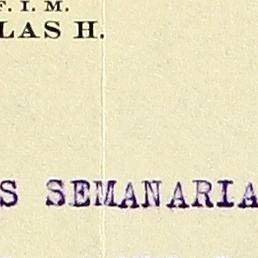 F. I. M.
LAS H.
S SEMANARIA